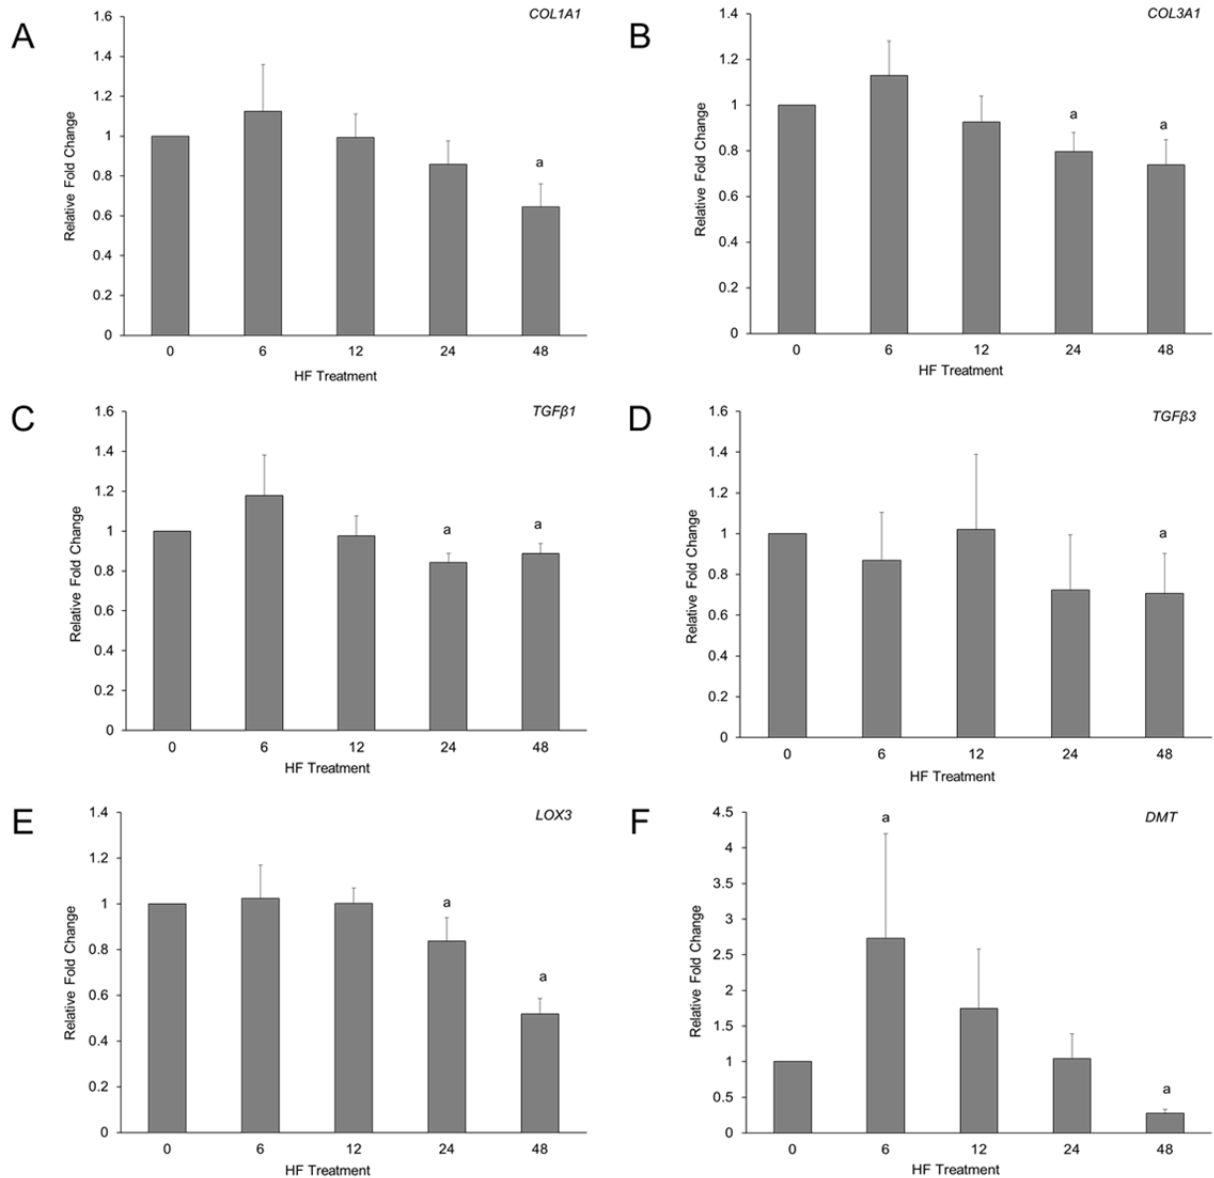 A
COL1A1
Relative Fold Change
1.6
1.4
1.2
1
0.8
0.6
0.4
0.2
0
a
0 6 12 24 48
HF Treatment
B
COL3A1
Relative Fold Change
1.4
1.2
1
0.8
0.6
0.4
0.2
0
a a
0 6 12 24 48
HF Treatment
C
TGFβ1
Relative Fold Change
1.6
1.4
1.2
1
0.8
0.6
0.4
0.2
0
a a
0 6 12 24 48
HF Treatment
D
TGFβ3
Relative Fold Change
1.6
1.4
1.2
1
0.8
0.6
0.4
0.2
0
a
0 6 12 24 48
HF Treatment
E
LOX3
Relative Fold Change
1.4
1.2
1
0.8
0.6
0.4
0.2
0
a
a
0 6 12 24 48
HF Treatment
F
DMT
Relative Fold Change
4.5
4
3.5
3
2.5
2
1.5
1
0.5
0
a
a
0 6 12 24 48
HF Treatment